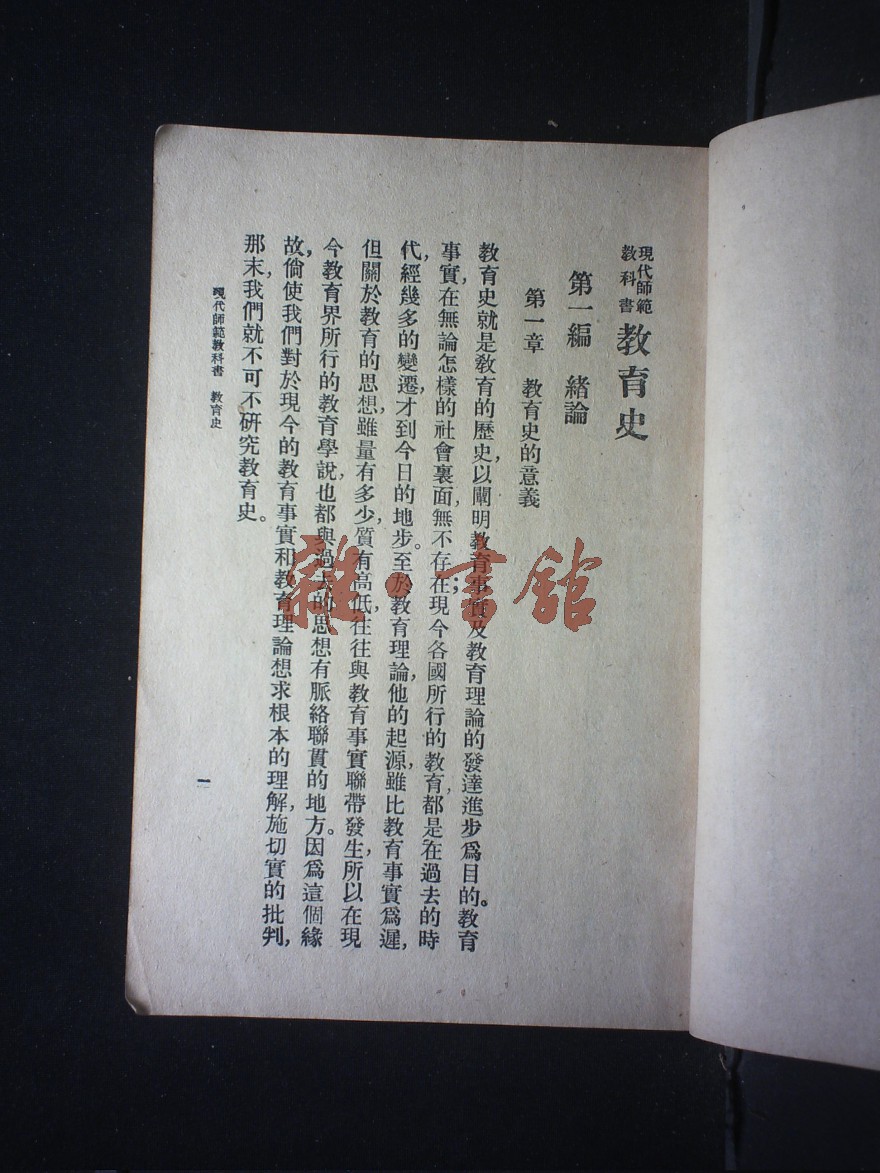 現代師範
教科書
教育史
第一編 緒論
第一章 教育史的意義
教育史就是敎育的歷史,以闡明教育事實及教育理論的發達進步爲目的。教育
事實,在無論怎樣的社會裏面,無不存在;現今各國所行的教育,都是在過去的時
代,經幾多的變遷,才到今日的地步。至於教育理論,他的起源,雖比教育事實爲遲,
但關於教育的思想,雖量有多少,質有高低,往往與教育事實聯帶發生,所以在現
今教育界所行的教育學說,也都與過去的思想有脈絡聯貫的地方。因爲這個緣
故,倘使我們對於現今的教育事實和教育理論想求根本的理解,施切實的批判,
那末,我們就不可不研究教育史。
現代師範敎科書 教育史
一
雜·書館